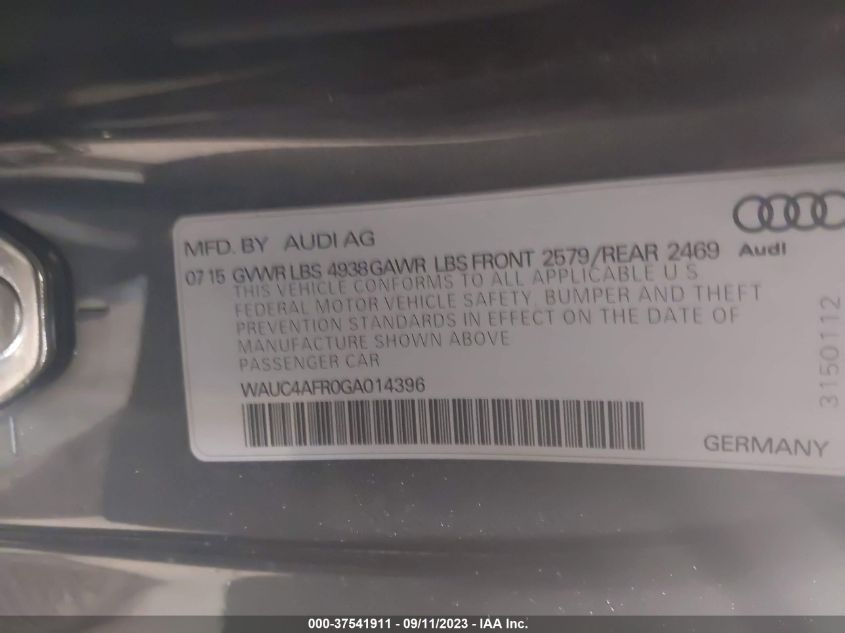 MFD. BY AUDI AG
07 15 GVWR LBS 4938 GAWR LBS FRONT 2579/REAR 2469
Audi
THIS VEHICLE CONFORMS TO ALL APPLICABLE U S
FEDERAL MOTOR VEHICLE SAFETY, BUMPER AND THEFT
PREVENTION STANDARDS IN EFFECT ON THE DATE OF
MANUFACTURE SHOWN ABOVE
PASSENGER CAR
WAUC4AFR0GA014396
3150112
GERMANY
000-37541911 - 09/11/2023 - IAA Inc.